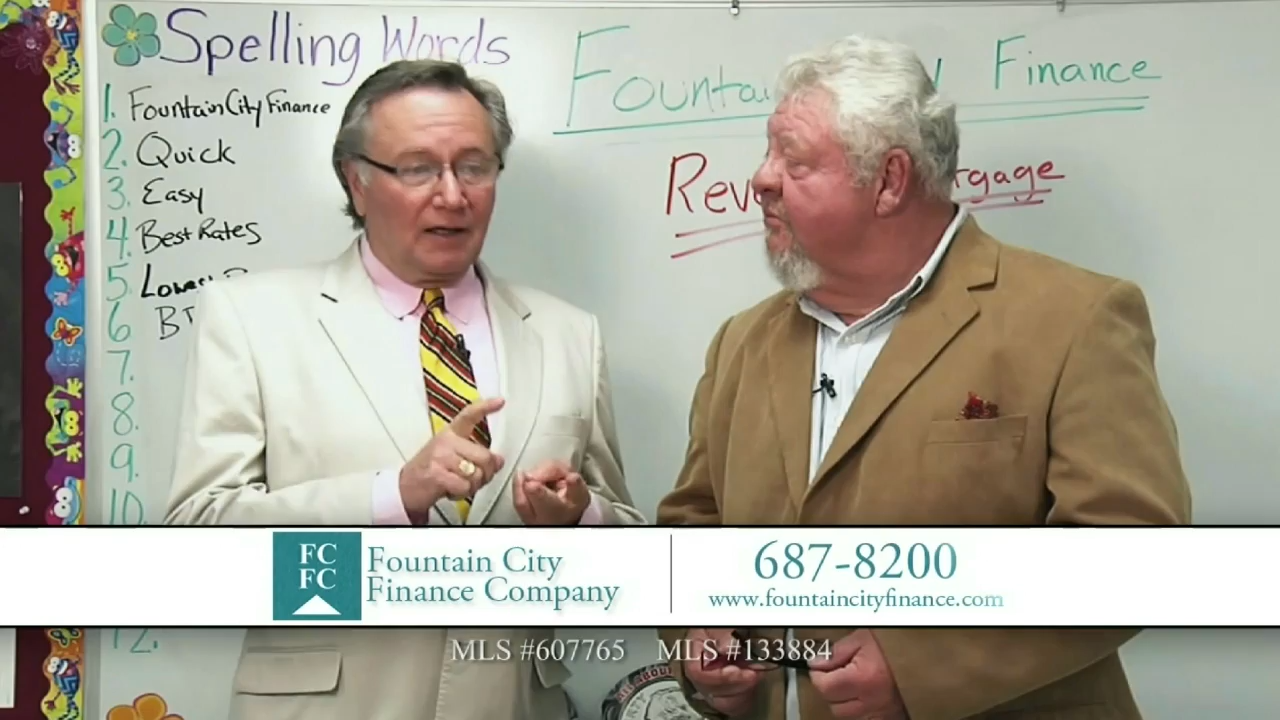 Spelling Words
1. Fountain City Finance
2. Quick
3. Easy
4. Best Rates
5.
6.
7.
8.
9.
10.
12.
Finance
FC
FC
Fountain City
Finance Company
687-8200
www.fountaincityfinance.com
MLS #607765 MLS #133884